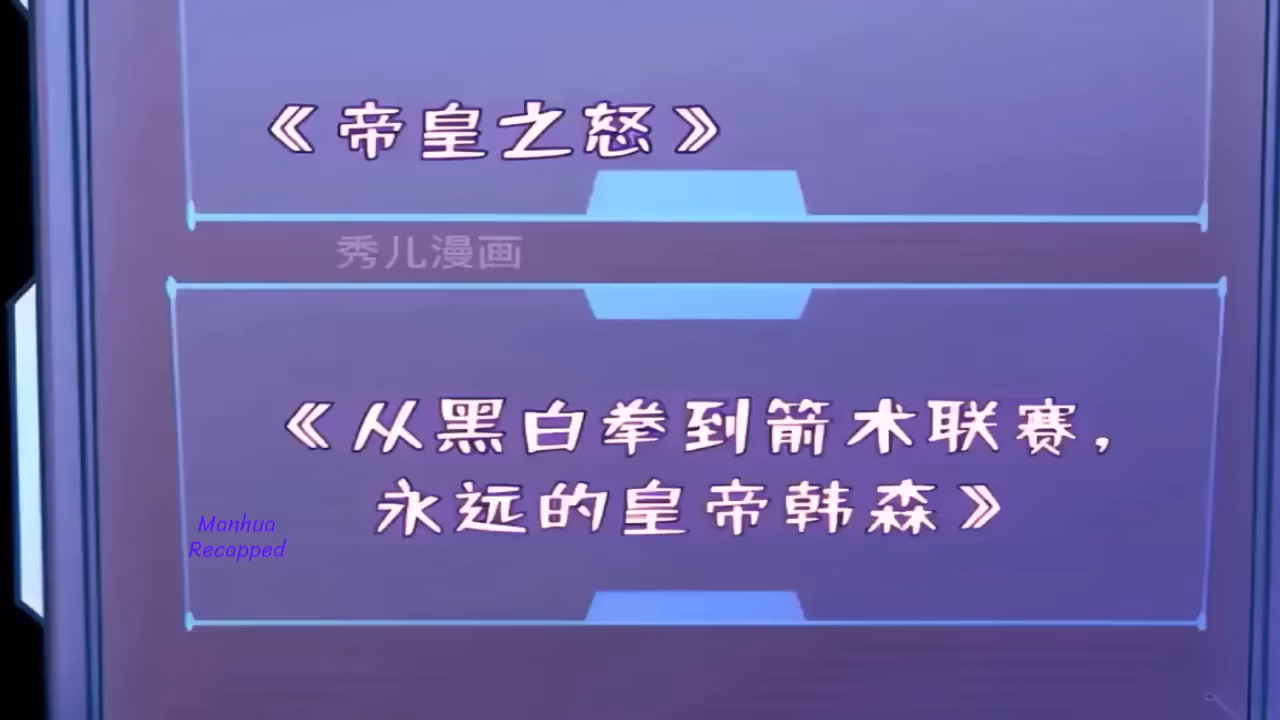 《帝皇之怒》
秀儿漫画
《从黑白拳到箭术联赛，
永远的皇帝韩森》
Manhua
Recapped